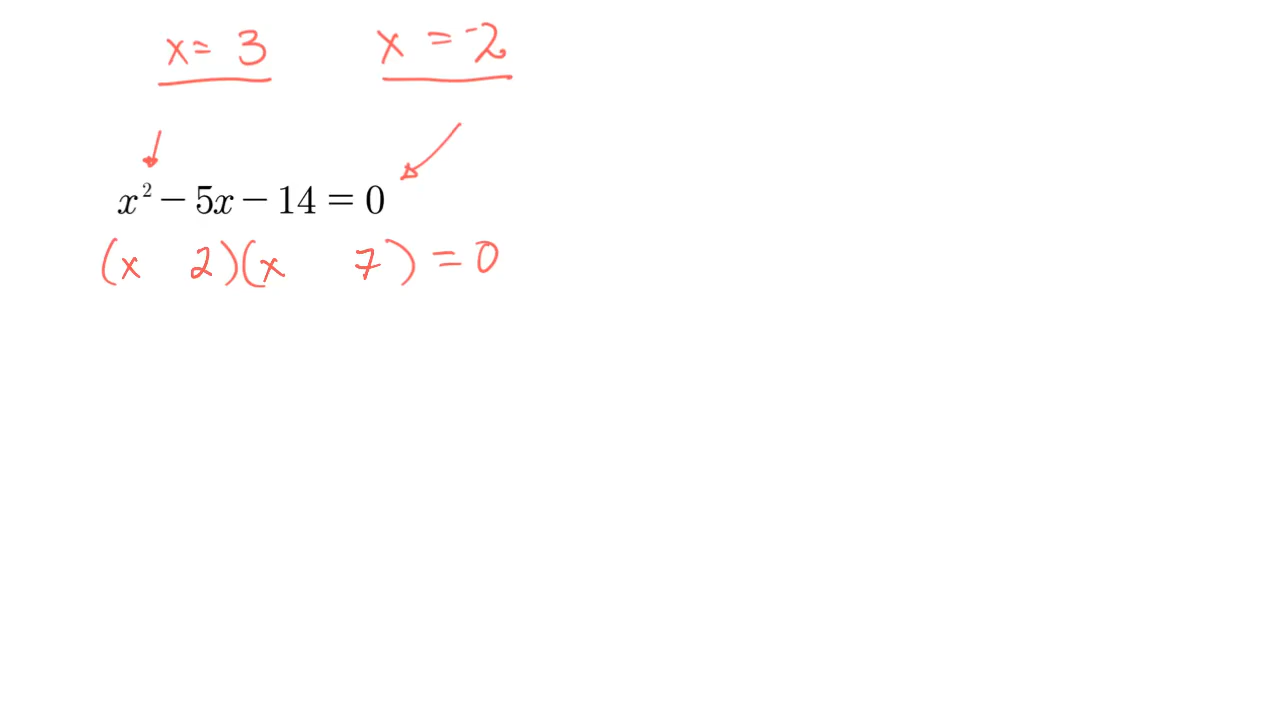 x = 3 x = -2
x² − 5x − 14 = 0
(x 2)(x 7) = 0